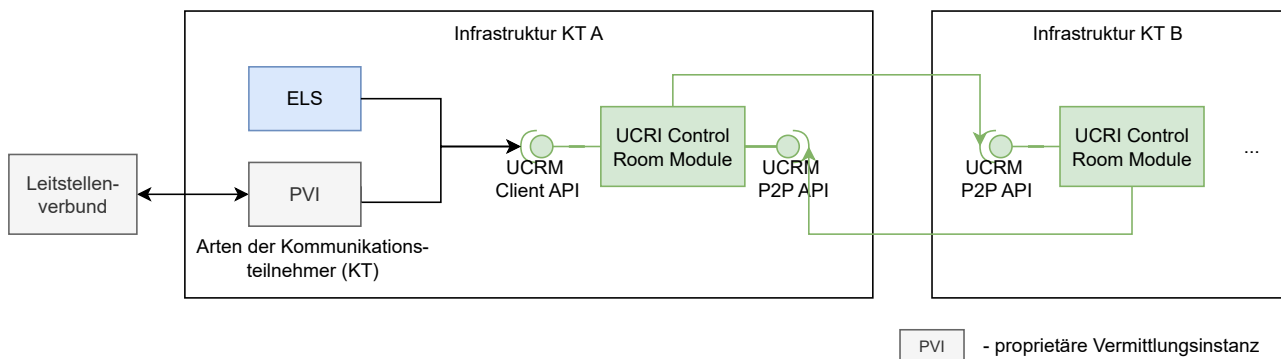 Infrastruktur KT A
Infrastruktur KT B
ELS
UCRI Control
Room Module
UCRM
Client API
UCRM
P2P API
UCRM
P2P API
UCRI Control
Room Module
...
Leitstellen-
verbund
PVI
Arten der Kommunikations-
teilnehmer (KT)
PVI
- proprietäre Vermittlungsinstanz